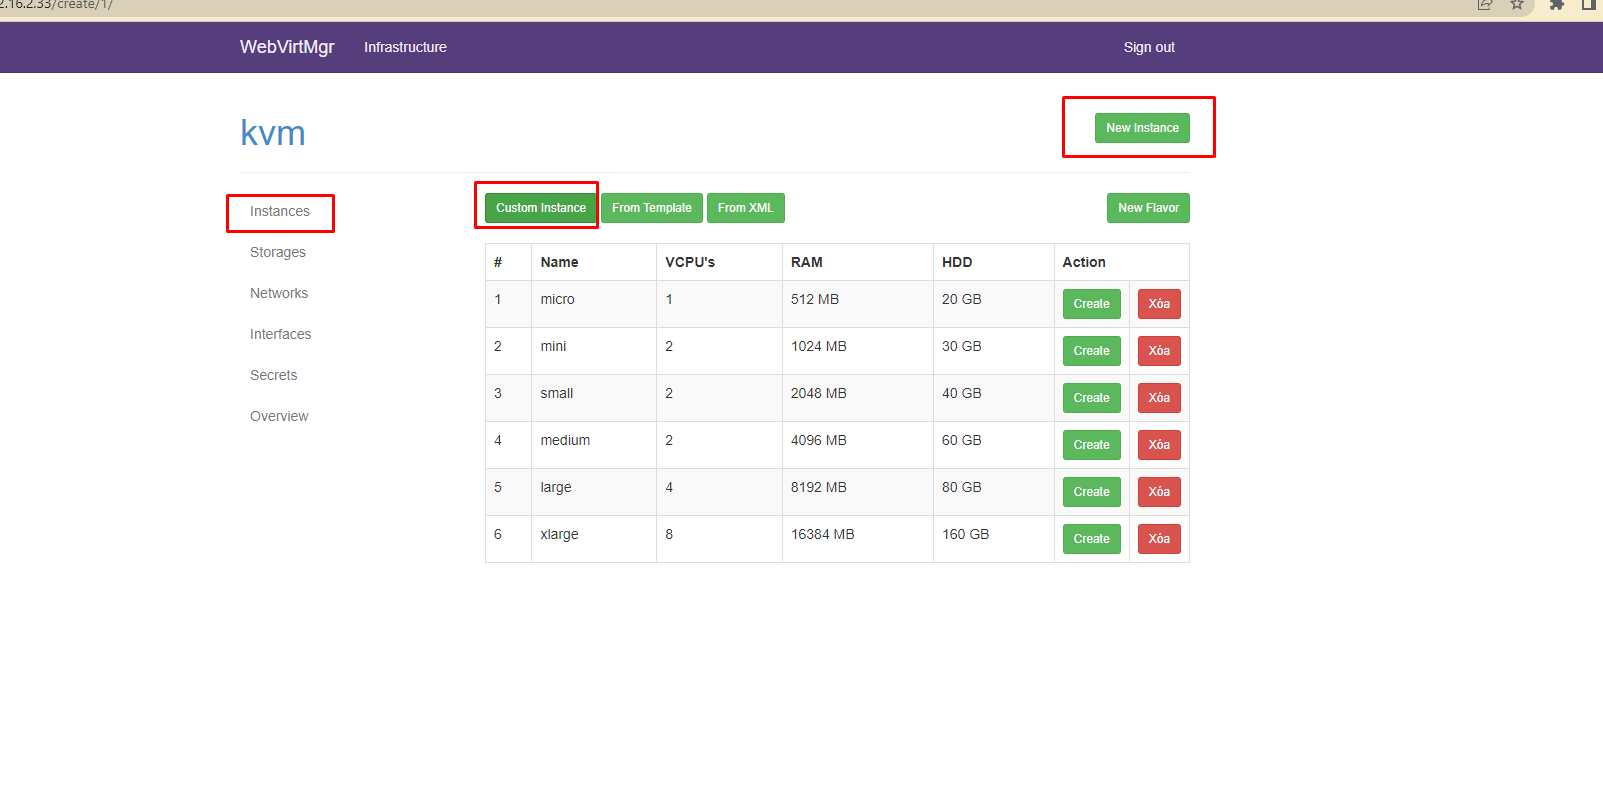 2.16.2.33/create/1/
WebVirtMgr Infrastructure Sign out
kvm New Instance
Instances
Storages
Networks
Interfaces
Secrets
Overview
Custom Instance From Template From XML New Flavor
# Name VCPU's RAM HDD Action
1 micro 1 512 MB 20 GB Create Xóa
2 mini 2 1024 MB 30 GB Create Xóa
3 small 2 2048 MB 40 GB Create Xóa
4 medium 2 4096 MB 60 GB Create Xóa
5 large 4 8192 MB 80 GB Create Xóa
6 xlarge 8 16384 MB 160 GB Create Xóa